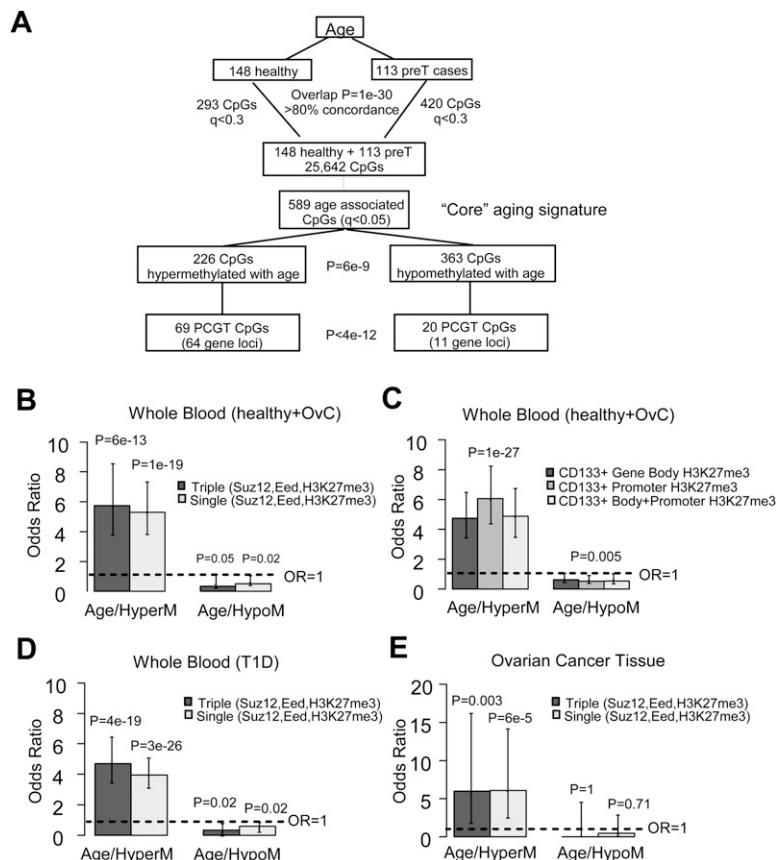 A
Age
148 healthy
113 preT cases
Overlap P=1e-30
>80% concordance
293 CpGs
q<0.3
420 CpGs
q<0.3
148 healthy + 113 preT
25,642 CpGs
589 age associated
CpGs (q<0.05)
"Core" aging signature
226 CpGs
hypermethylated with age
P=6e-9
363 CpGs
hypomethylated with age
69 PCGT CpGs
(64 gene loci)
P<4e-12
20 PCGT CpGs
(11 gene loci)
B
Whole Blood (healthy+OvC)
Odds Ratio
10
8
6
4
2
0
P=6e-13
P=1e-19
Triple (Suz12,Eed,H3K27me3)
Single (Suz12,Eed,H3K27me3)
P=0.05
P=0.02
OR=1
Age/HyperM
Age/HypoM
C
Whole Blood (healthy+OvC)
Odds Ratio
10
8
6
4
2
0
P=1e-27
CD133+ Gene Body H3K27me3
CD133+ Promoter H3K27me3
CD133+ Body+Promoter H3K27me3
P=0.005
OR=1
Age/HyperM
Age/HypoM
D
Whole Blood (T1D)
Odds Ratio
10
8
6
4
2
0
Triple (Suz12,Eed,H3K27me3)
Single (Suz12,Eed,H3K27me3)
P=4e-19
P=3e-26
P=0.02
P=0.02
OR=1
Age/HyperM
Age/HypoM
E
Ovarian Cancer Tissue
Odds Ratio
20
15
10
5
0
P=0.003
P=6e-5
Triple (Suz12,Eed,H3K27me3)
Single (Suz12,Eed,H3K27me3)
P=1
P=0.71
OR=1
Age/HyperM
Age/HypoM